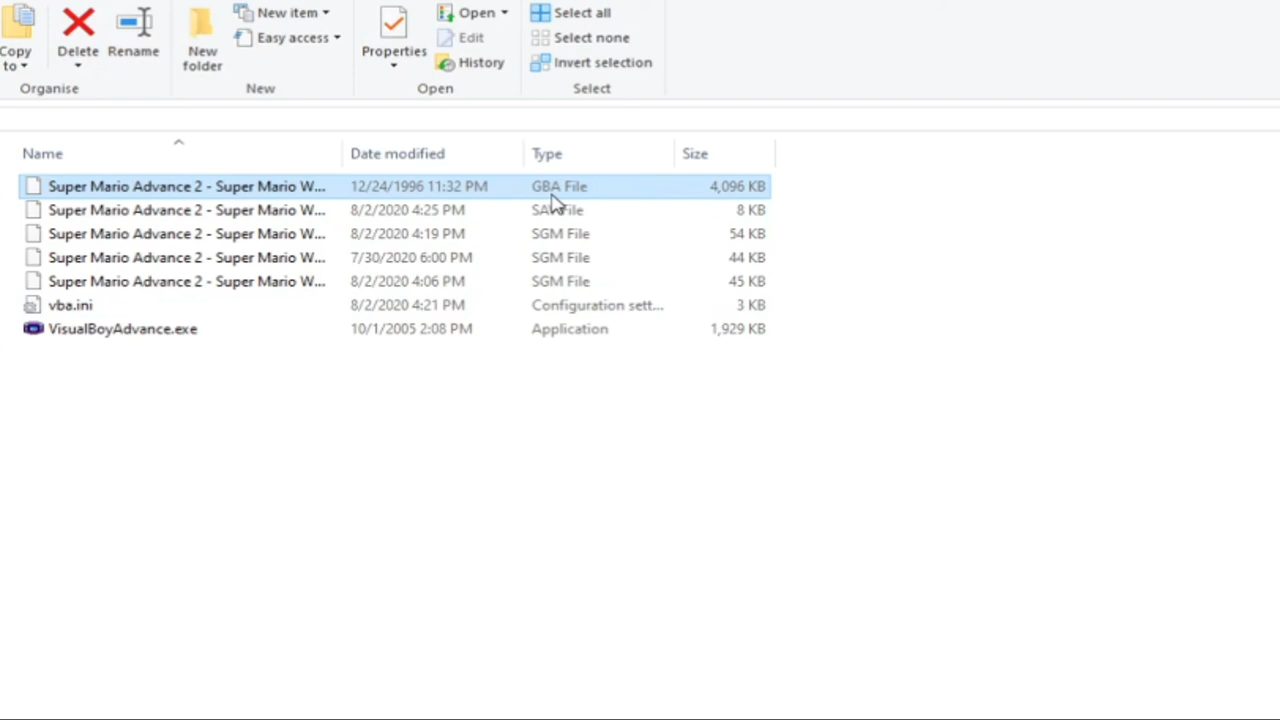 New item
Open
Select all
Copy to
Delete
Rename
New folder
Easy access
Properties
Edit
Select none
History
Invert selection
Organise
New
Open
Select
Name Date modified Type Size
Super Mario Advance 2 - Super Mario W... 12/24/1996 11:32 PM GBA File 4,096 KB
Super Mario Advance 2 - Super Mario W... 8/2/2020 4:25 PM File 8 KB
Super Mario Advance 2 - Super Mario W... 8/2/2020 4:19 PM SGM File 54 KB
Super Mario Advance 2 - Super Mario W... 7/30/2020 6:00 PM SGM File 44 KB
Super Mario Advance 2 - Super Mario W... 8/2/2020 4:06 PM SGM File 45 KB
vba.ini 8/2/2020 4:21 PM Configuration sett... 3 KB
VisualBoyAdvance.exe 10/1/2005 2:08 PM Application 1,929 KB